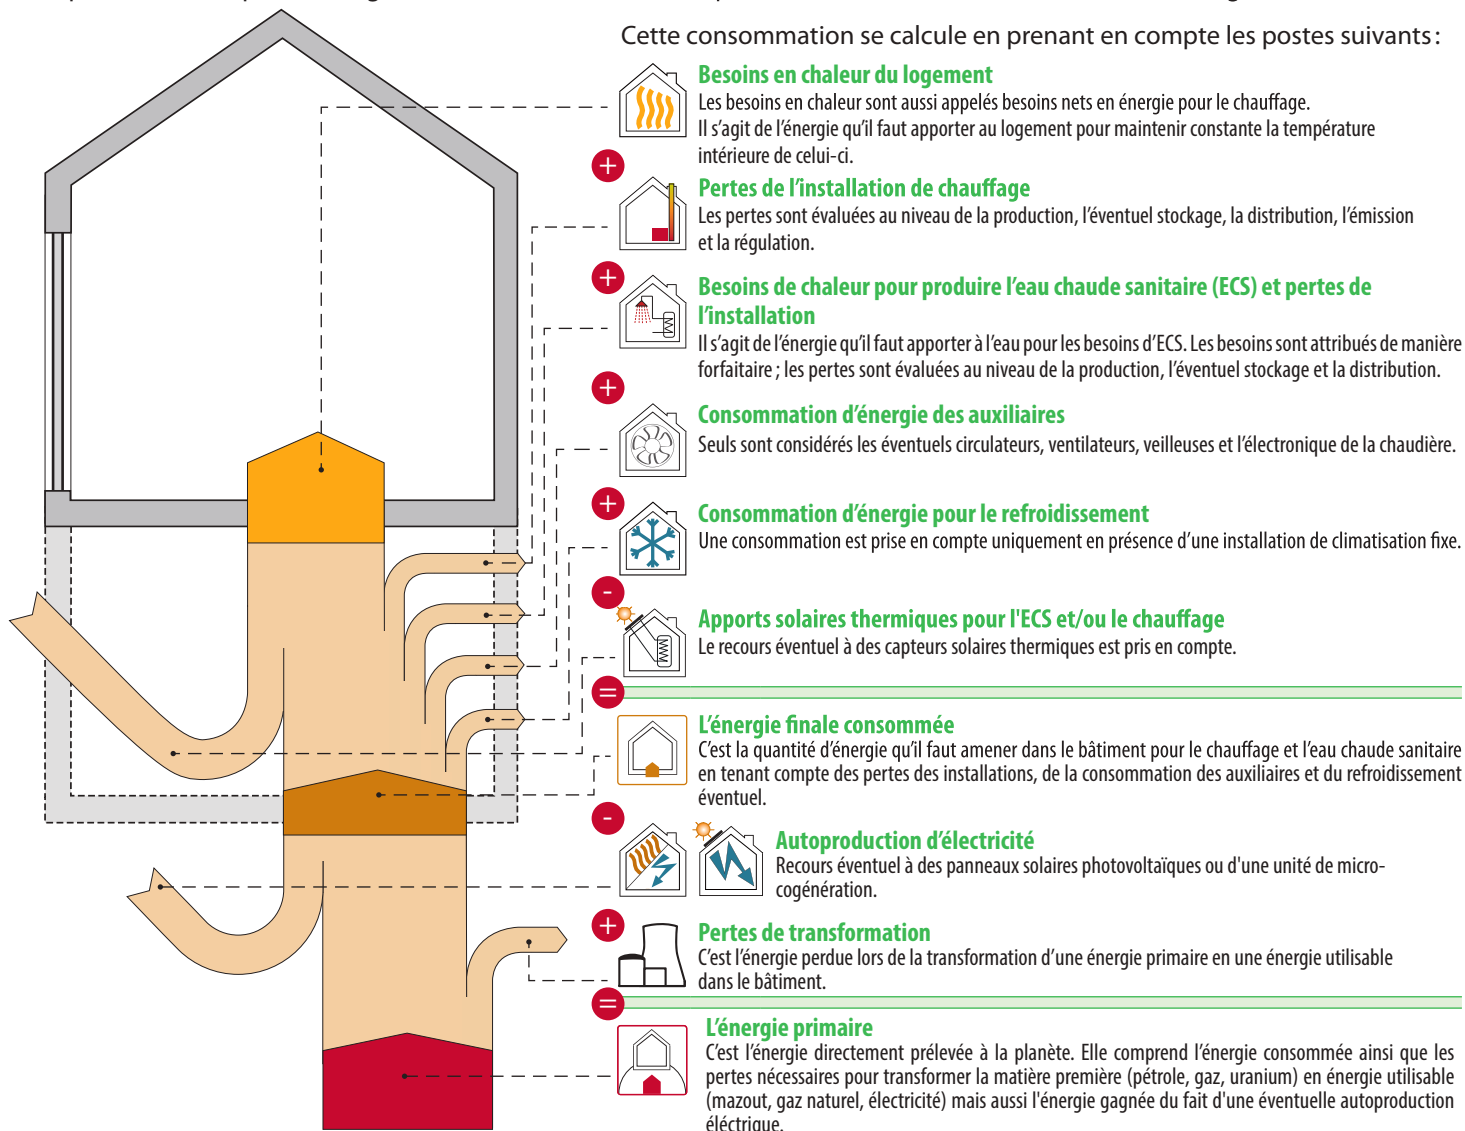 Cette consommation se calcule en prenant en compte les postes suivants :
Besoins en chaleur du logement
Les besoins en chaleur sont aussi appelés besoins nets en énergie pour le chauffage.
Il s'agit de l'énergie qu'il faut apporter au logement pour maintenir constante la température
intérieure de celui-ci.
+
Pertes de l'installation de chauffage
Les pertes sont évaluées au niveau de la production, l'éventuel stockage, la distribution, l'émission
et la régulation.
+
Besoins de chaleur pour produire l'eau chaude sanitaire (ECS) et pertes de
l'installation
Il s'agit de l'énergie qu'il faut apporter à l'eau pour les besoins d'ECS. Les besoins sont attribués de manière
forfaitaire ; les pertes sont évaluées au niveau de la production, l'éventuel stockage et la distribution.
+
Consommation d'énergie des auxiliaires
Seuls sont considérés les éventuels circulateurs, ventilateurs, veilleuses et l'électronique de la chaudière.
+
Consommation d'énergie pour le refroidissement
Une consommation est prise en compte uniquement en présence d'une installation de climatisation fixe.
-
Apports solaires thermiques pour l'ECS et/ou le chauffage
Le recours éventuel à des capteurs solaires thermiques est pris en compte.
=
L'énergie finale consommée
C'est la quantité d'énergie qu'il faut amener dans le bâtiment pour le chauffage et l'eau chaude sanitaire
en tenant compte des pertes des installations, de la consommation des auxiliaires et du refroidissement
éventuel.
-
Autoproduction d'électricité
Recours éventuel à des panneaux solaires photovoltaïques ou d'une unité de micro-
cogénération.
+
Pertes de transformation
C'est l'énergie perdue lors de la transformation d'une énergie primaire en une énergie utilisable
dans le bâtiment.
=
L'énergie primaire
C'est l'énergie directement prélevée à la planète. Elle comprend l'énergie consommée ainsi que les
pertes nécessaires pour transformer la matière première (pétrole, gaz, uranium) en énergie utilisable
(mazout, gaz naturel, électricité) mais aussi l'énergie gagnée du fait d'une éventuelle autoproduction
éléctrique.